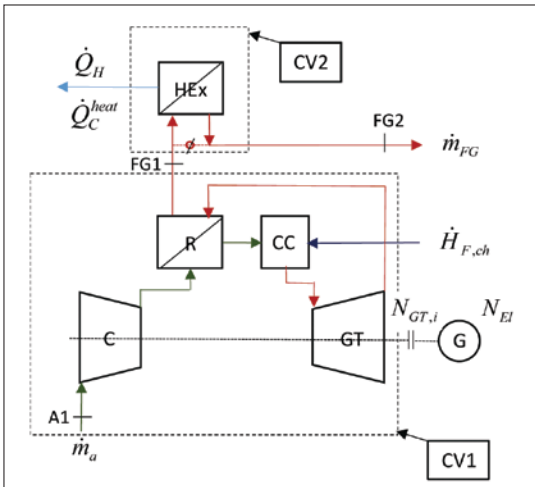 Q̇_H
CV2
HEx
Q̇_C^heat
FG2
ṁ_FG
FG1
R
CC
Ḣ_F,ch
N_GT,i
N_El
C
GT
G
A1
ṁ_a
CV1